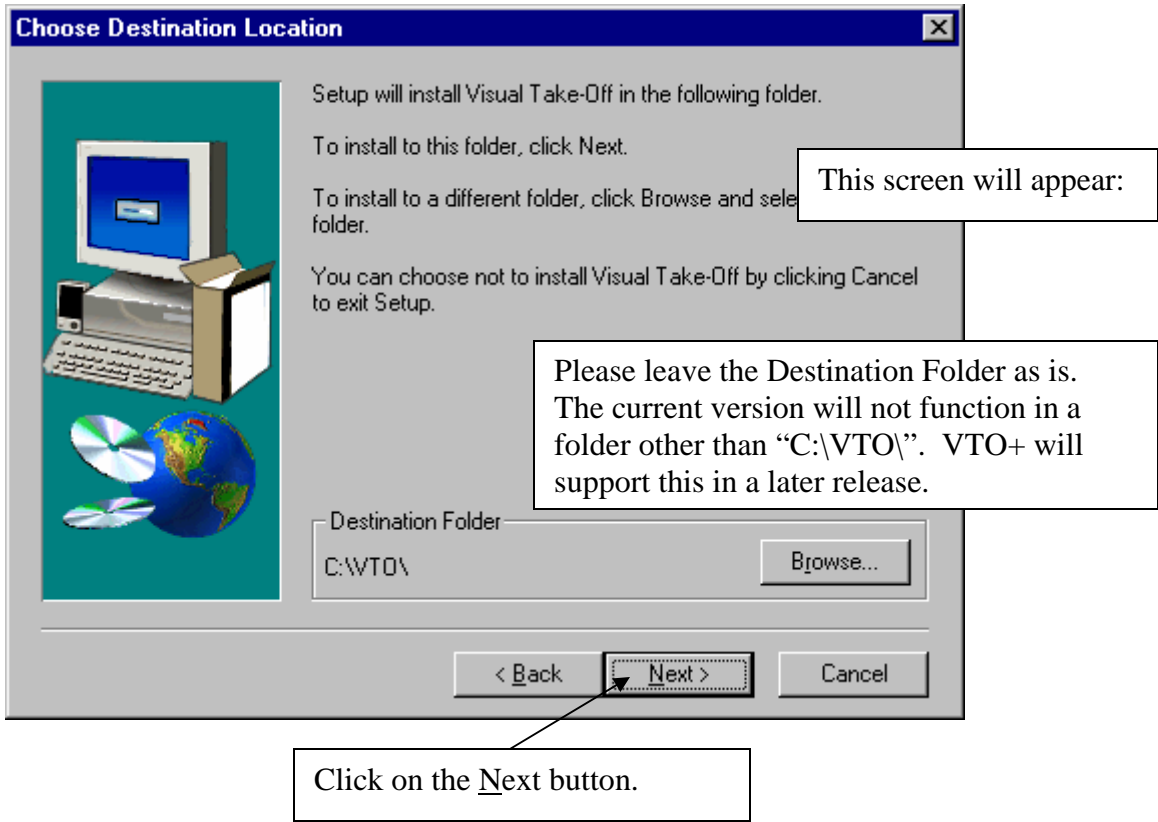 Choose Destination Location
Setup will install Visual Take-Off in the following folder.
To install to this folder, click Next.
This screen will appear:
To install to a different folder, click Browse and
folder.
You can choose not to install Visual Take-Off by clicking Cancel
to exit Setup.
Please leave the Destination Folder as is.
The current version will not function in a
folder other than “C:\VTO\”. VTO+ will
support this in a later release.
Destination Folder
C:\VTO\
Browse...
< Back
Next >
Cancel
Click on the Next button.